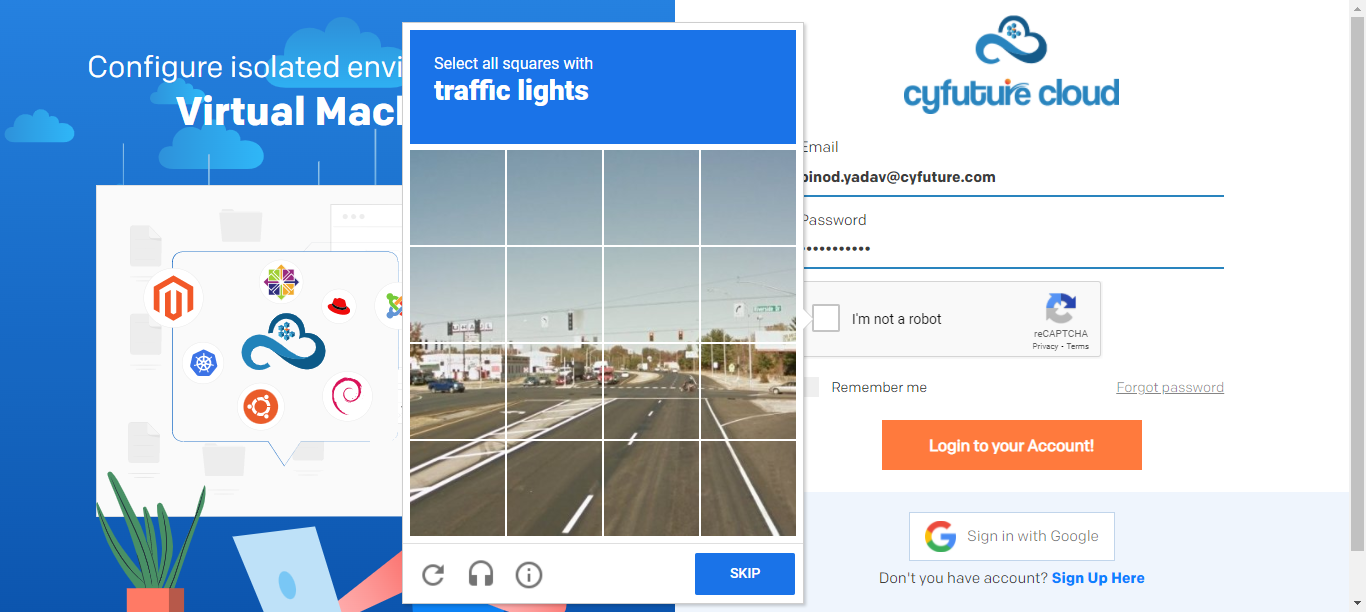 Configure isolated envi
Virtual Mach
Select all squares with
traffic lights
SKIP
cyfuture cloud
Email
binod.yadav@cyfuture.com
Password
•••••••••••
I'm not a robot
reCAPTCHA
Privacy - Terms
Remember me
Forgot password
Login to your Account!
Sign in with Google
Don't you have account? Sign Up Here